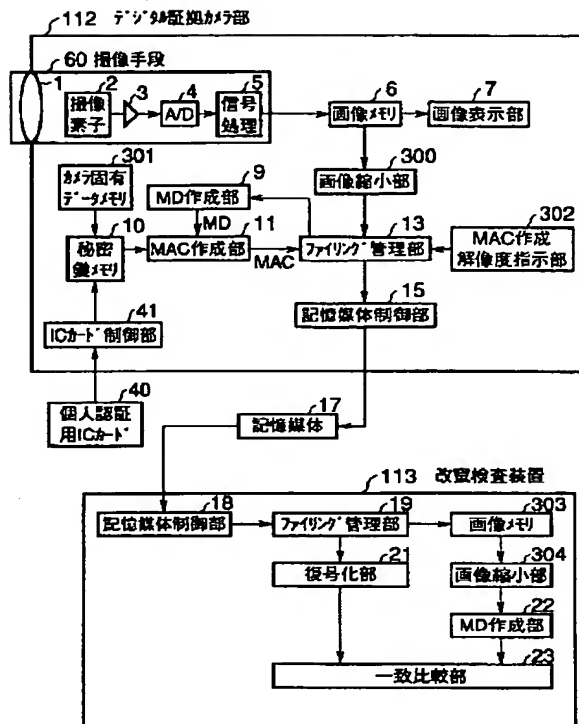 112 デジタル証拠カメラ部
60 撮像手段
1
2
撮像
素子
3
4
A/D
5
信号
処理
6
画像メモリ
7
画像表示部
301
カメラ固有
データメモリ
9
MD作成部
300
画像縮小部
10
秘密
鍵メモリ
MD
11
MAC作成部
MAC
13
ファイリング管理部
302
MAC作成
解像度指示部
15
記憶媒体制御部
41
ICカード制御部
40
個人認証
用ICカード
17
記憶媒体
113 改竄検査装置
18
記憶媒体制御部
19
ファイリング管理部
303
画像メモリ
21
復号化部
304
画像縮小部
22
MD作成部
23
一致比較部